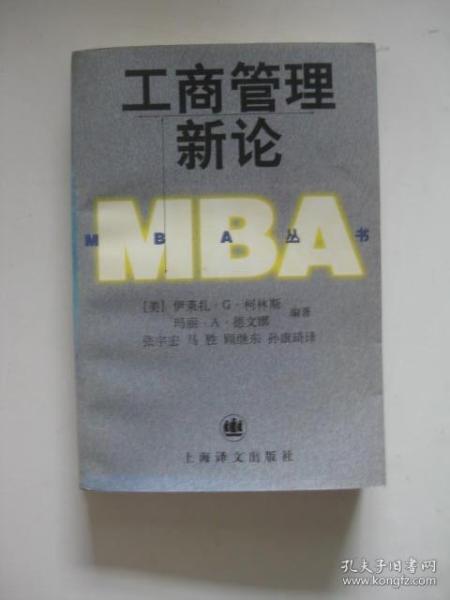 工商管理
新论
MBA
MBA丛书
[美] 伊莱扎·G·柯林斯
玛丽·A·德文娜
编著
张宇宏 马胜 顾继东 孙康琦译
上海译文出版社
孔夫子旧书网
www.kongfz.com